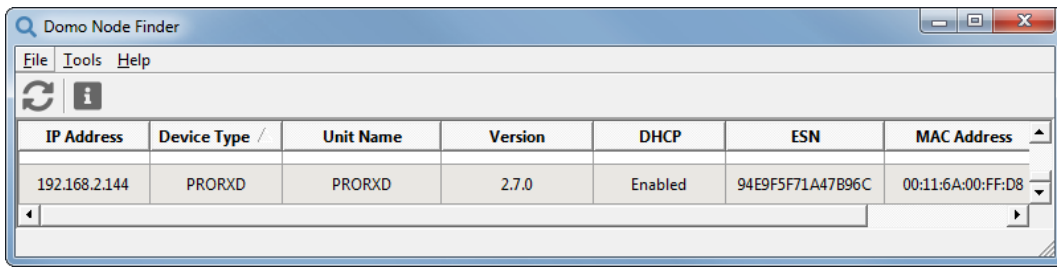 Domo Node Finder
File Tools Help
IP Address Device Type Unit Name Version DHCP ESN MAC Address
192.168.2.144 PRORXD PRORXD 2.7.0 Enabled 94E9F5F71A47B96C 00:11:6A:00:FF:D8